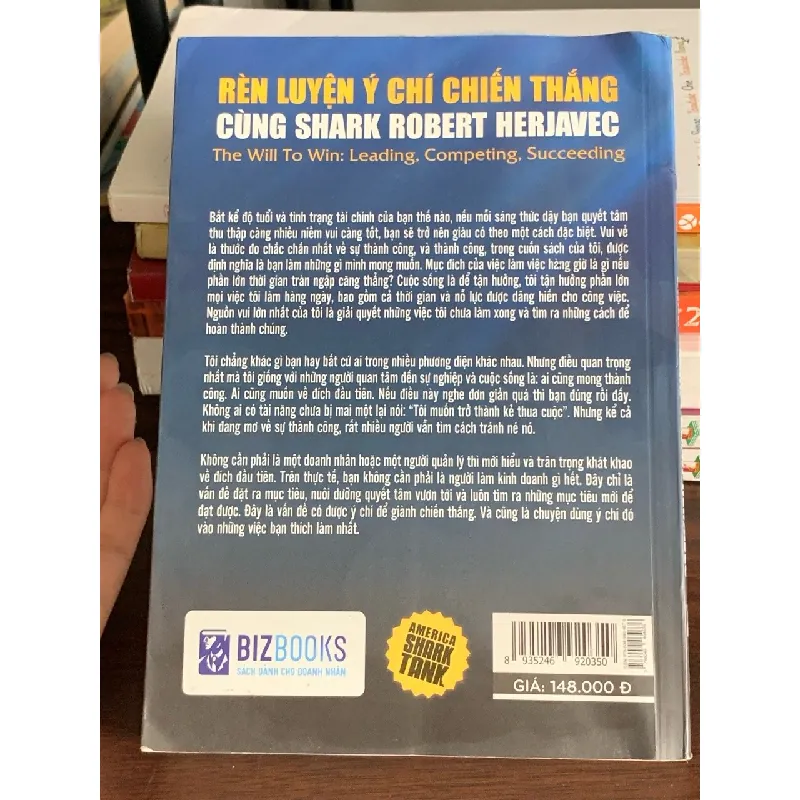 RÈN LUYỆN Ý CHÍ CHIẾN THẮNG
CÙNG SHARK ROBERT HERJAVEC
The Will To Win: Leading, Competing, Succeeding
Bất kể độ tuổi và tình trạng tài chính của bạn thế nào, nếu mỗi sáng thức dậy bạn quyết tâm
thu thập càng nhiều niềm vui càng tốt, bạn sẽ trở nên giàu có theo một cách đặc biệt. Vui vẻ
là thước đo chắc chắn nhất về sự thành công, và thành công, trong cuốn sách của tôi, được
định nghĩa là bạn làm những gì mình mong muốn. Mục đích của việc làm việc hàng giờ là gì nếu
phần lớn thời gian tràn ngập căng thẳng? Cuộc sống là để tận hưởng, tôi tận hưởng phần lớn
mọi việc tôi làm hàng ngày, bao gồm cả thời gian và nỗ lực được dâng hiến cho công việc.
Nguồn vui lớn nhất của tôi là giải quyết những việc tôi chưa làm xong và tìm ra những cách để
hoàn thành chúng.
Tôi chẳng khác gì bạn hay bất cứ ai trong nhiều phương diện khác nhau. Nhưng điều quan trọng
nhất mà tôi giống với những người quan tâm đến sự nghiệp và cuộc sống là: ai cũng mong thành
công. Ai cũng muốn về đích đầu tiên. Nếu điều này nghe đơn giản quá thì bạn đúng rồi đấy.
Không ai có tài năng chưa bị mai một lại nói: “Tôi muốn trở thành kẻ thua cuộc”. Nhưng kể cả
khi đang mơ về sự thành công, rất nhiều người vẫn tìm cách tránh né nó.
Không cần phải là một doanh nhân hoặc một người quản lý thì mới hiểu và trân trọng khát khao
về đích đầu tiên. Trên thực tế, bạn không cần phải là người làm kinh doanh gì hết. Đây chỉ là
vấn đề đặt ra mục tiêu, nuôi dưỡng quyết tâm vươn tới và luôn tìm ra những mục tiêu mới để
đạt được. Đây là vấn đề có được ý chí để giành chiến thắng. Và cũng là chuyện dùng ý chí đó
vào những việc bạn thích làm nhất.
BIZBOOKS
SÁCH DÀNH CHO DOANH NHÂN
AMERICA
SHARK
TANK
8 935246 920350
GIÁ: 148.000 Đ